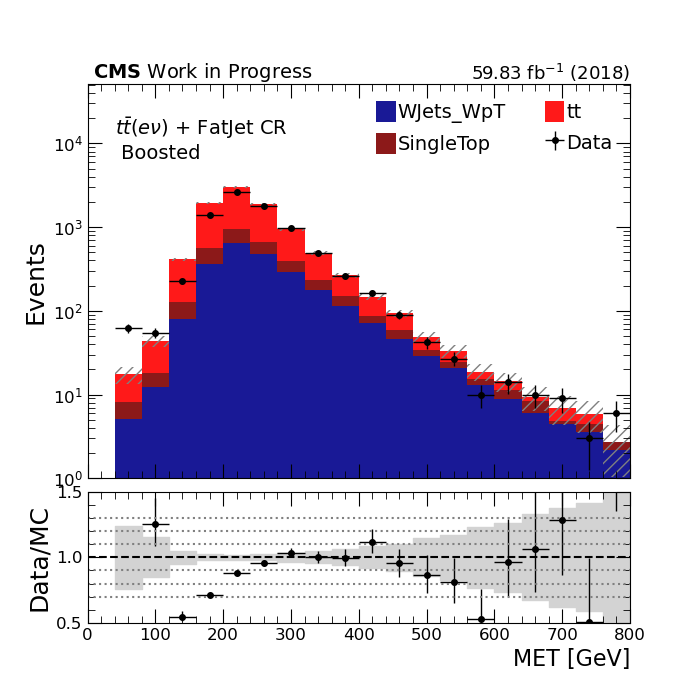 CMS Work in Progress 59.83 fb⁻¹ (2018)
tt̄(eν) + FatJet CR
Boosted
WJets_WpT tt
SingleTop Data
Events
10⁴
10³
10²
10¹
10⁰
Data/MC
1.5
1.0
0.5
0 100 200 300 400 500 600 700 800
MET [GeV]